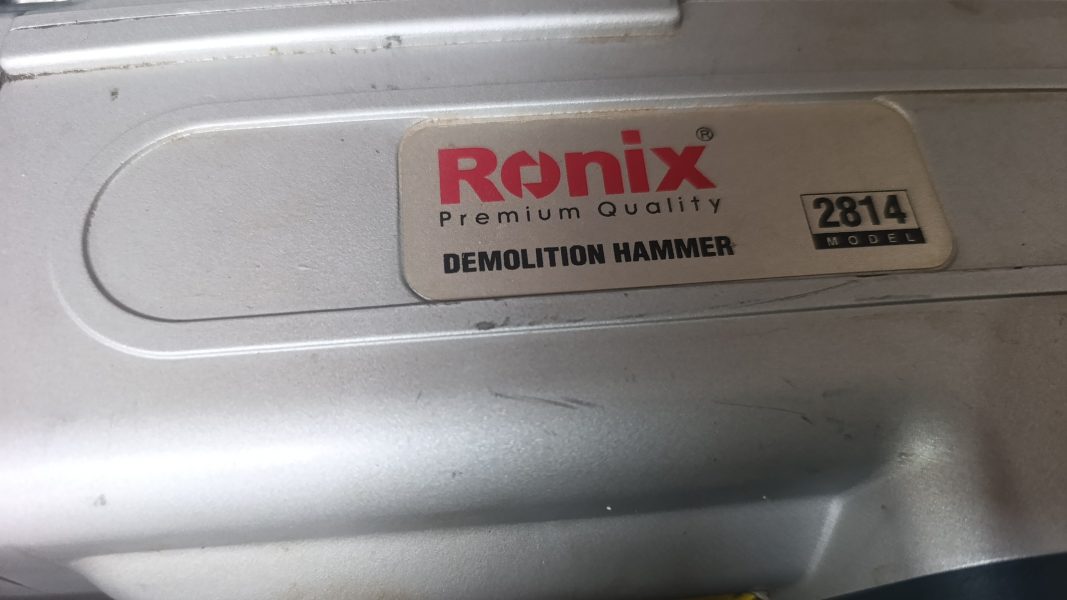 Ronix®
Premium Quality
DEMOLITION HAMMER
2814
MODEL